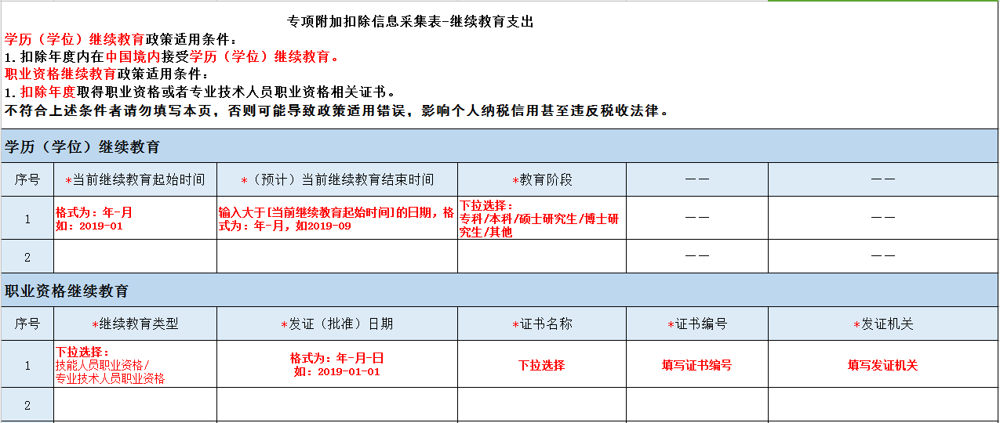 专项附加扣除信息采集表-继续教育支出
学历（学位）继续教育政策适用条件：
1.扣除年度内在中国境内接受学历（学位）继续教育。
职业资格继续教育政策适用条件：
1.扣除年度取得职业资格或者专业技术人员职业资格相关证书。
不符合上述条件者请勿填写本页，否则可能导致政策适用错误，影响个人纳税信用甚至违反税收法律。
学历（学位）继续教育
序号 *当前继续教育起始时间 *（预计）当前继续教育结束时间 *教育阶段 —— ——
1 格式为：年-月
如：2019-01
输入大于[当前继续教育起始时间]的日期，格
式为：年-月，如2019-09
下拉选择：
专科/本科/硕士研究生/博士研
究生/其他
—— ——
2 —— ——
职业资格继续教育
序号 *继续教育类型 *发证（批准）日期 *证书名称 *证书编号 *发证机关
1 下拉选择：
技能人员职业资格/
专业技术人员职业资格
格式为：年-月-日
如：2019-01-01
下拉选择 填写证书编号 填写发证机关
2